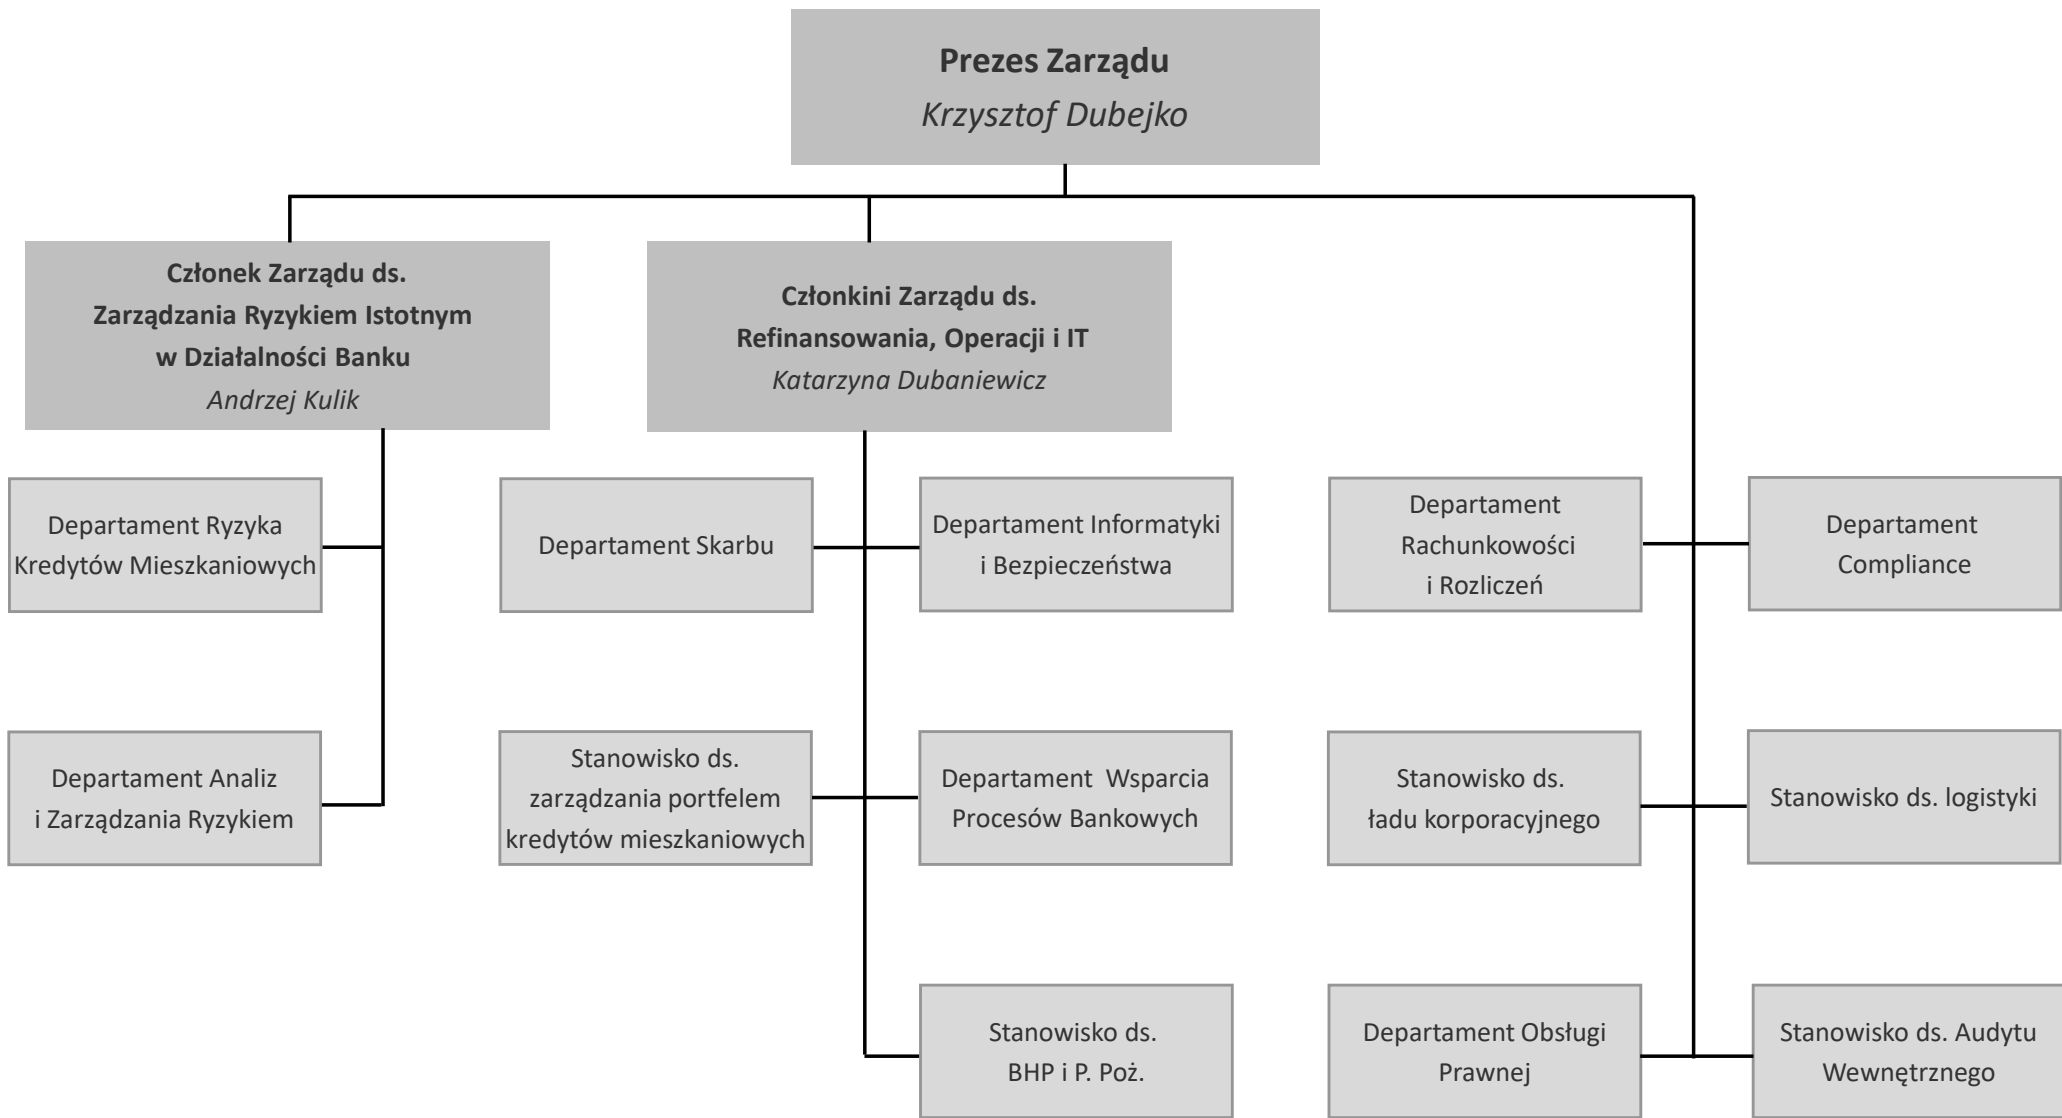 Prezes Zarządu
Krzysztof Dubejko
Członek Zarządu ds.
Zarządzania Ryzykiem Istotnym
w Działalności Banku
Andrzej Kulik
Członkini Zarządu ds.
Refinansowania, Operacji i IT
Katarzyna Dubaniewicz
Departament Ryzyka
Kredytów Mieszkaniowych
Departament Skarbu
Departament Informatyki
i Bezpieczeństwa
Departament
Rachunkowości
i Rozliczeń
Departament
Compliance
Departament Analiz
i Zarządzania Ryzykiem
Stanowisko ds.
zarządzania portfelem
kredytów mieszkaniowych
Departament Wsparcia
Procesów Bankowych
Stanowisko ds.
ładu korporacyjnego
Stanowisko ds. logistyki
Stanowisko ds.
BHP i P. Poż.
Departament Obsługi
Prawnej
Stanowisko ds. Audytu
Wewnętrznego